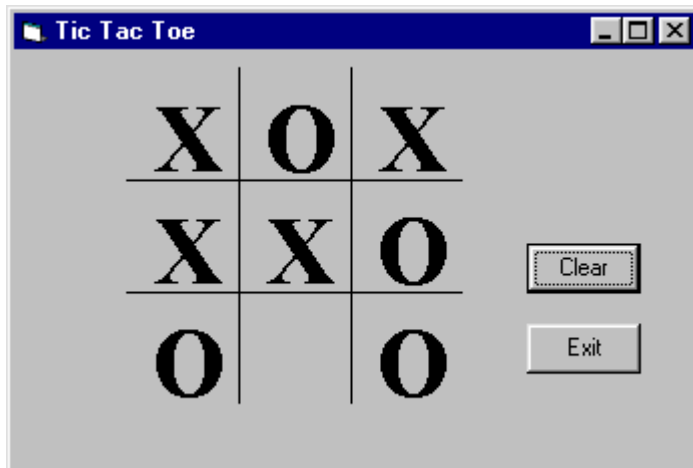 Tic Tac Toe
X O X
X X O
Clear
O O
Exit